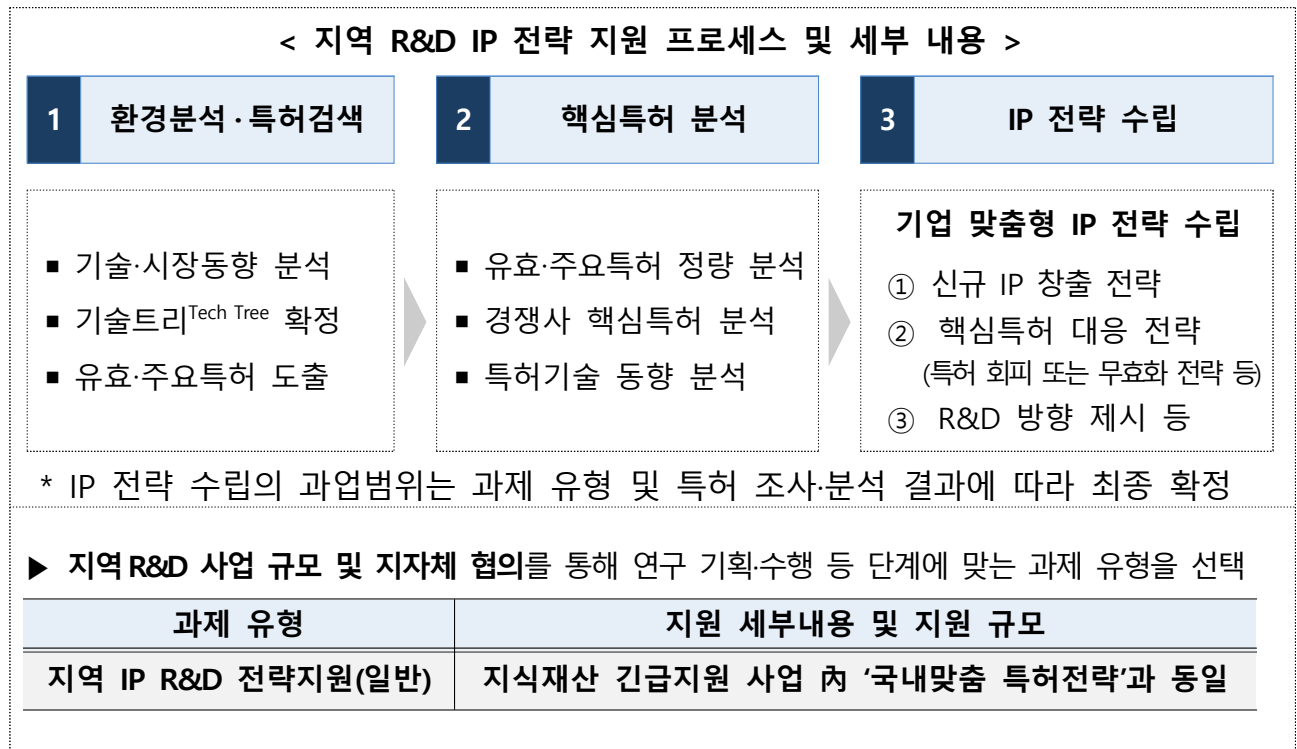 < 지역 R&D IP 전략 지원 프로세스 및 세부 내용 >
1 환경분석·특허검색
2 핵심특허 분석
3 IP 전략 수립
■ 기술·시장동향 분석
■ 기술트리Tech Tree 확정
■ 유효·주요특허 도출
■ 유효·주요특허 정량 분석
■ 경쟁사 핵심특허 분석
■ 특허기술 동향 분석
기업 맞춤형 IP 전략 수립
① 신규 IP 창출 전략
② 핵심특허 대응 전략
(특허 회피 또는 무효화 전략 등)
③ R&D 방향 제시 등
* IP 전략 수립의 과업범위는 과제 유형 및 특허 조사·분석 결과에 따라 최종 확정
▶ 지역 R&D 사업 규모 및 지자체 협의를 통해 연구 기획·수행 등 단계에 맞는 과제 유형을 선택
과제 유형 지원 세부내용 및 지원 규모
지역 IP R&D 전략지원(일반) 지식재산 긴급지원 사업 內 ‘국내맞춤 특허전략’과 동일